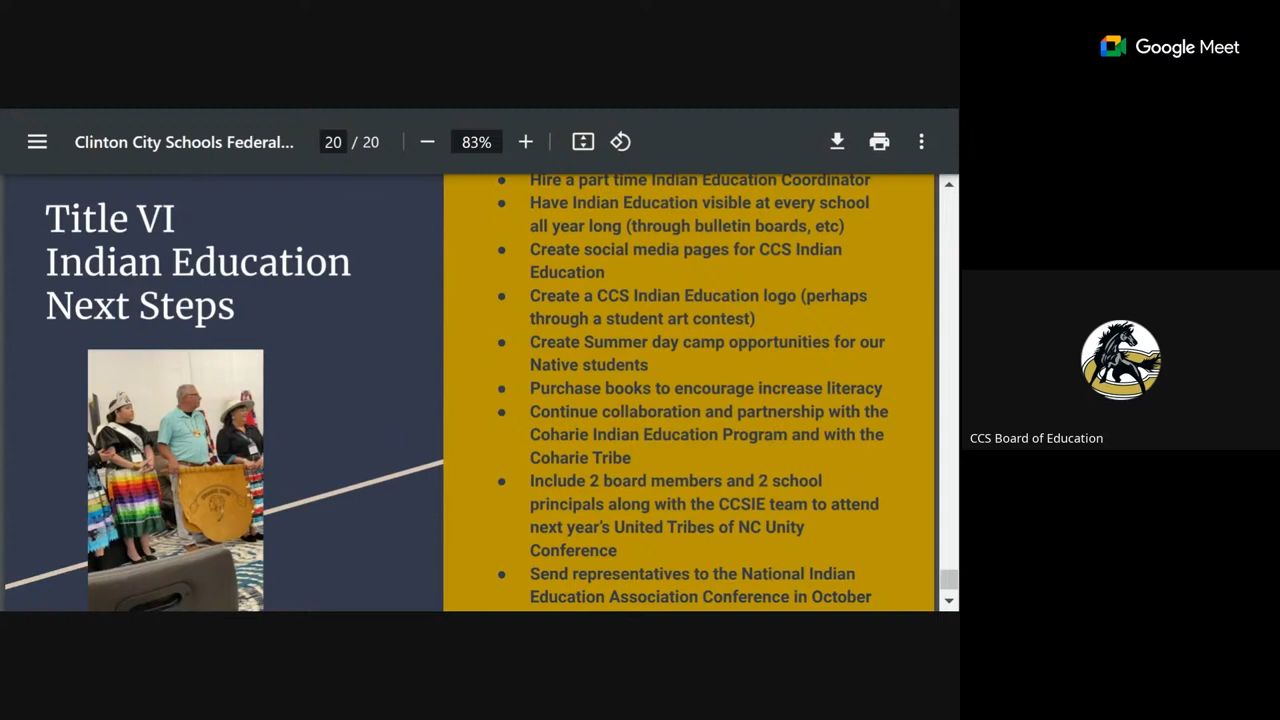 Google Meet
Clinton City Schools Federal...
20 / 20
83%
Title VI
Indian Education
Next Steps
• Hire a part time Indian Education Coordinator
• Have Indian Education visible at every school
all year long (through bulletin boards, etc)
• Create social media pages for CCS Indian
Education
• Create a CCS Indian Education logo (perhaps
through a student art contest)
• Create Summer day camp opportunities for our
Native students
• Purchase books to encourage increase literacy
• Continue collaboration and partnership with the
Coharie Indian Education Program and with the
Coharie Tribe
• Include 2 board members and 2 school
principals along with the CCSIE team to attend
next year's United Tribes of NC Unity
Conference
• Send representatives to the National Indian
Education Association Conference in October
CCS Board of Education